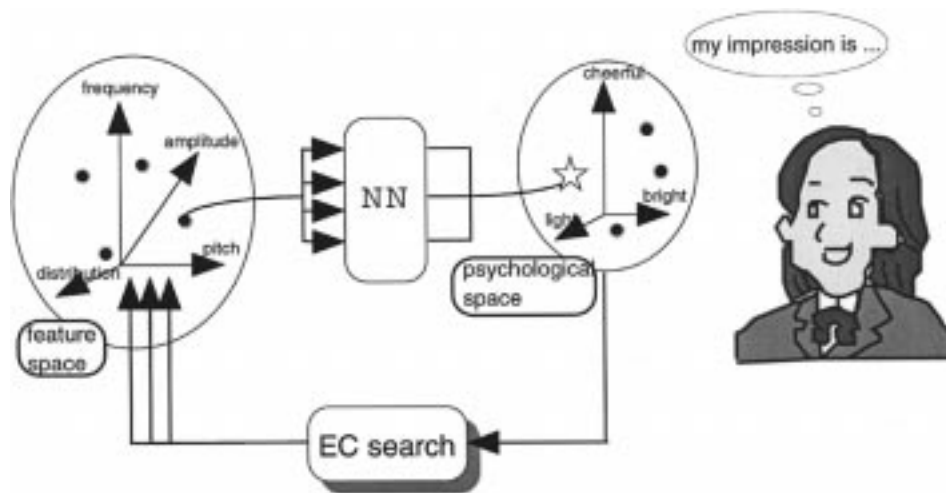 my impression is ...
frequency
amplitude
pitch
distribution
feature
space
NN
cheerful
bright
light
psychological
space
EC search